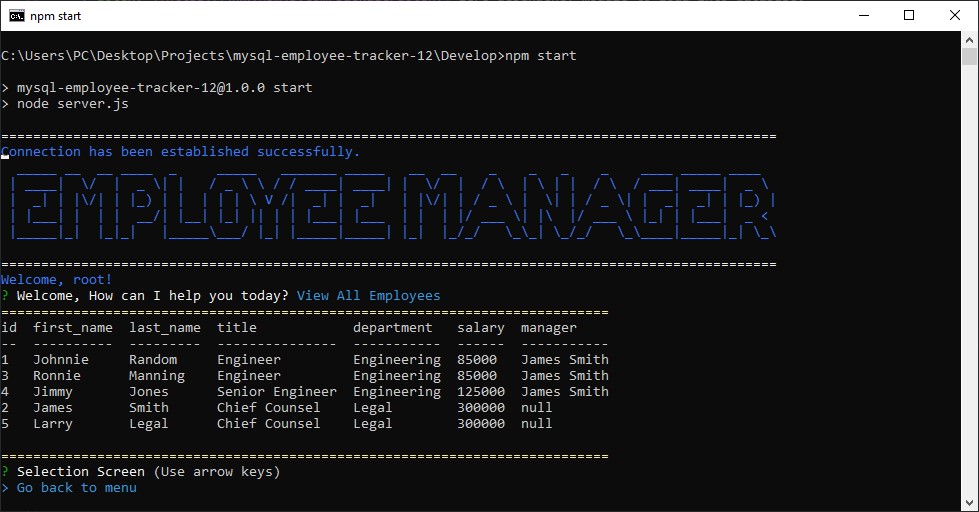 npm start
C:\Users\PC\Desktop\Projects\mysql-employee-tracker-12\Develop>npm start
> mysql-employee-tracker-12@1.0.0 start
> node server.js
================================================================================================
Connection has been established successfully.
EMPLOYEE MANAGER
================================================================================================
Welcome, root!
? Welcome, How can I help you today? View All Employees
============================================================================
id  first_name  last_name  title            department   salary  manager
--  ----------  ---------  ---------------  -----------  ------  -----------
1   Johnnie     Random     Engineer         Engineering  85000   James Smith
3   Ronnie      Manning    Engineer         Engineering  85000   James Smith
4   Jimmy       Jones      Senior Engineer  Engineering  125000  James Smith
2   James       Smith      Chief Counsel    Legal        300000  null
5   Larry       Legal      Chief Counsel    Legal        300000  null
============================================================================
? Selection Screen (Use arrow keys)
> Go back to menu